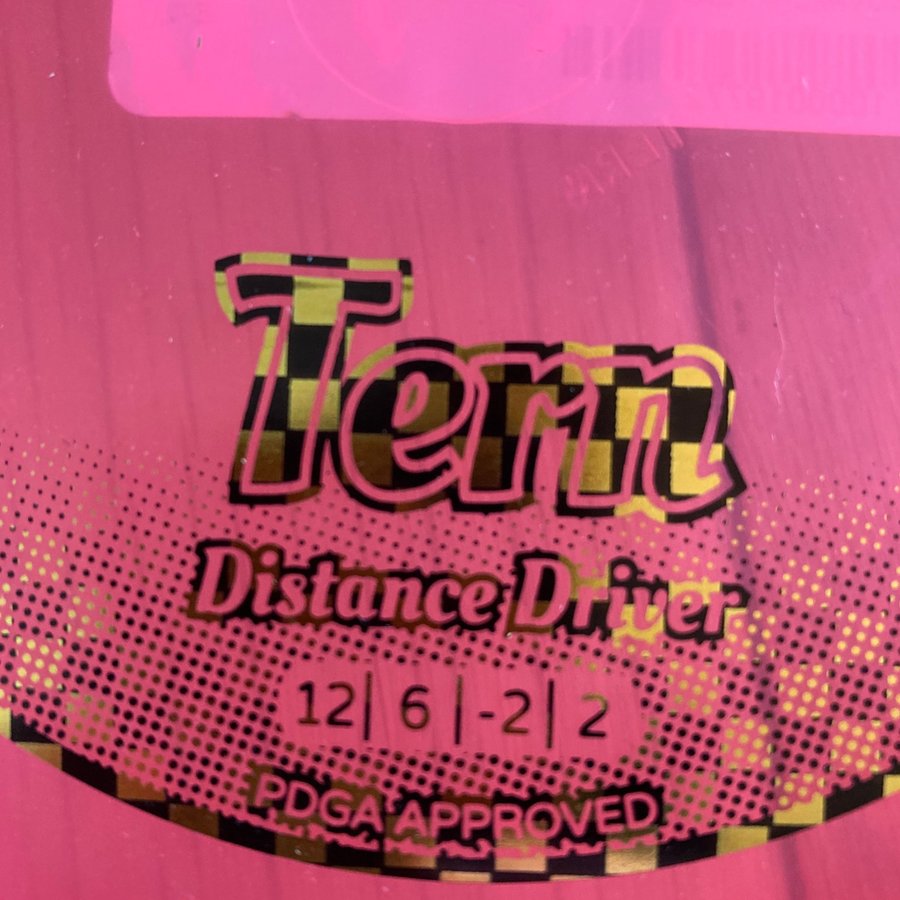 Tern
Distance Driver
12| 6 |-2| 2
PDGA APPROVED